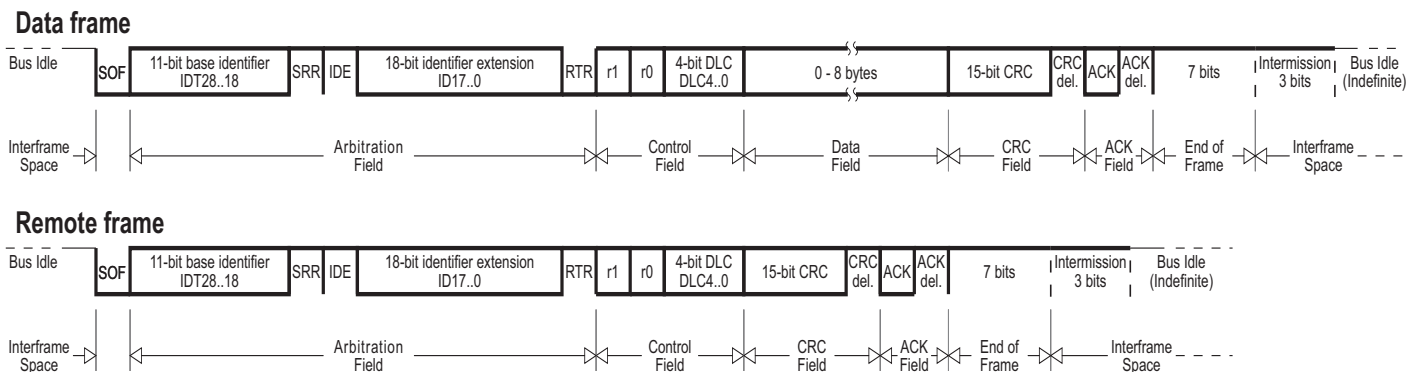 Data frame
Bus Idle SOF 11-bit base identifier SRR IDE 18-bit identifier extension RTR r1 r0 4-bit DLC 0 - 8 bytes 15-bit CRC CRC ACK ACK 7 bits Intermission Bus Idle
IDT28..18 ID17..0 DLC4..0 del. del. 3 bits (Indefinite)
Interframe Arbitration Control Data CRC ACK End of Interframe
Space Field Field Field Field Field Frame Space
Remote frame
Bus Idle SOF 11-bit base identifier SRR IDE 18-bit identifier extension RTR r1 r0 4-bit DLC 15-bit CRC CRC ACK ACK 7 bits Intermission Bus Idle
IDT28..18 ID17..0 DLC4..0 del. del. 3 bits (Indefinite)
Interframe Arbitration Control CRC ACK End of Interframe
Space Field Field Field Field Frame Space